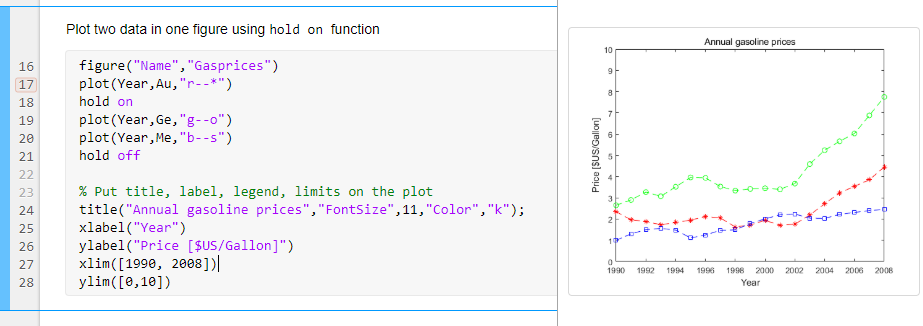 Plot two data in one figure using hold on function
16 figure("Name","Gasprices")
17 plot(Year,Au,"r--*")
18 hold on
19 plot(Year,Ge,"g--o")
20 plot(Year,Me,"b--s")
21 hold off
22
23 % Put title, label, legend, limits on the plot
24 title("Annual gasoline prices","FontSize",11,"Color","k");
25 xlabel("Year")
26 ylabel("Price [$US/Gallon]")
27 xlim([1990, 2008])
28 ylim([0,10])
Annual gasoline prices
Price [$US/Gallon]
10
9
8
7
6
5
4
3
2
1
0
1990 1992 1994 1996 1998 2000 2002 2004 2006 2008
Year